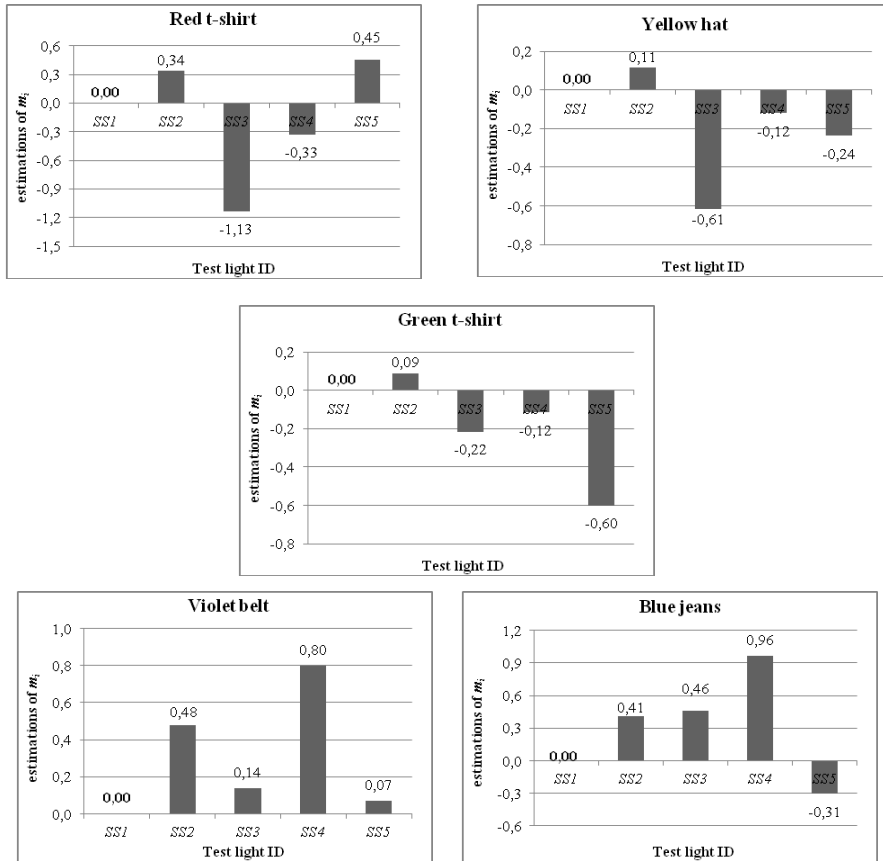 Red t-shirt
estimations of mi
0,6
0,3
0,0
-0,3
-0,6
-0,9
-1,2
-1,5
0,00
0,34
-1,13
-0,33
0,45
SS1 SS2 SS3 SS4 SS5
Test light ID
Yellow hat
estimations of mi
0,2
0,0
-0,2
-0,4
-0,6
-0,8
0,00
0,11
-0,61
-0,12
-0,24
SS1 SS2 SS3 SS4 SS5
Test light ID
Green t-shirt
estimations of mi
0,2
0,0
-0,2
-0,4
-0,6
-0,8
0,00
0,09
-0,22
-0,12
-0,60
SS1 SS2 SS3 SS4 SS5
Test light ID
Violet belt
estimations of mi
1,0
0,8
0,6
0,4
0,2
0,0
0,00
0,48
0,14
0,80
0,07
SS1 SS2 SS3 SS4 SS5
Test light ID
Blue jeans
estimations of mi
1,2
0,9
0,6
0,3
0,0
-0,3
-0,6
0,00
0,41
0,46
0,96
-0,31
SS1 SS2 SS3 SS4 SS5
Test light ID